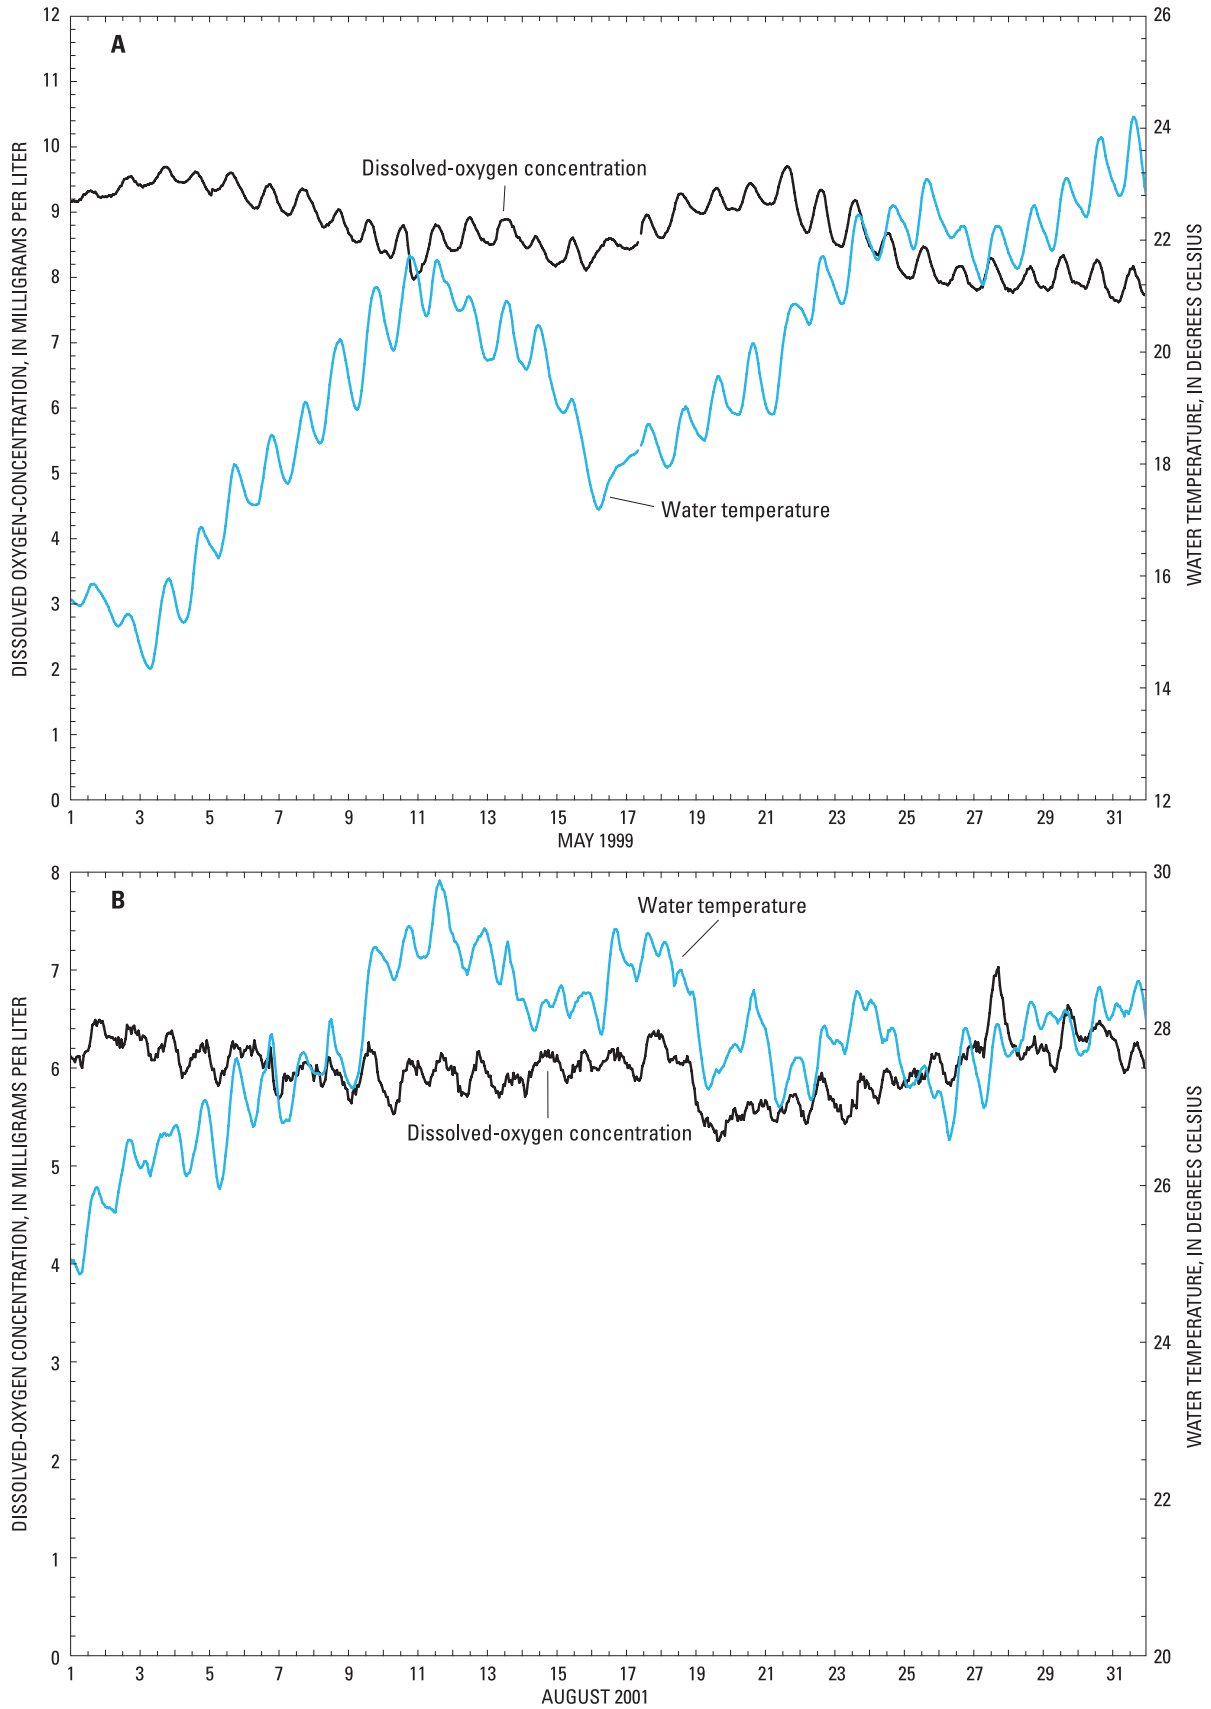 A
DISSOLVED OXYGEN-CONCENTRATION, IN MILLIGRAMS PER LITER
12
11
10
9
8
7
6
5
4
3
2
1
0
Dissolved-oxygen concentration
Water temperature
26
24
22
20
18
16
14
12
WATER TEMPERATURE, IN DEGREES CELSIUS
1 3 5 7 9 11 13 15 17 19 21 23 25 27 29 31
MAY 1999
B
DISSOLVED-OXYGEN CONCENTRATION, IN MILLIGRAMS PER LITER
8
7
6
5
4
3
2
1
0
Water temperature
Dissolved-oxygen concentration
30
28
26
24
22
20
WATER TEMPERATURE, IN DEGREES CELSIUS
1 3 5 7 9 11 13 15 17 19 21 23 25 27 29 31
AUGUST 2001